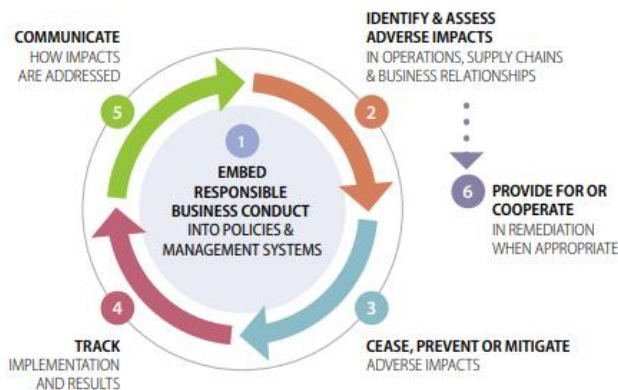 1
EMBED
RESPONSIBLE
BUSINESS CONDUCT
INTO POLICIES &
MANAGEMENT SYSTEMS
2
IDENTIFY & ASSESS
ADVERSE IMPACTS
IN OPERATIONS, SUPPLY CHAINS
& BUSINESS RELATIONSHIPS
3
CEASE, PREVENT OR MITIGATE
ADVERSE IMPACTS
4
TRACK
IMPLEMENTATION
AND RESULTS
5
COMMUNICATE
HOW IMPACTS
ARE ADDRESSED
6
PROVIDE FOR OR
COOPERATE
IN REMEDIATION
WHEN APPROPRIATE